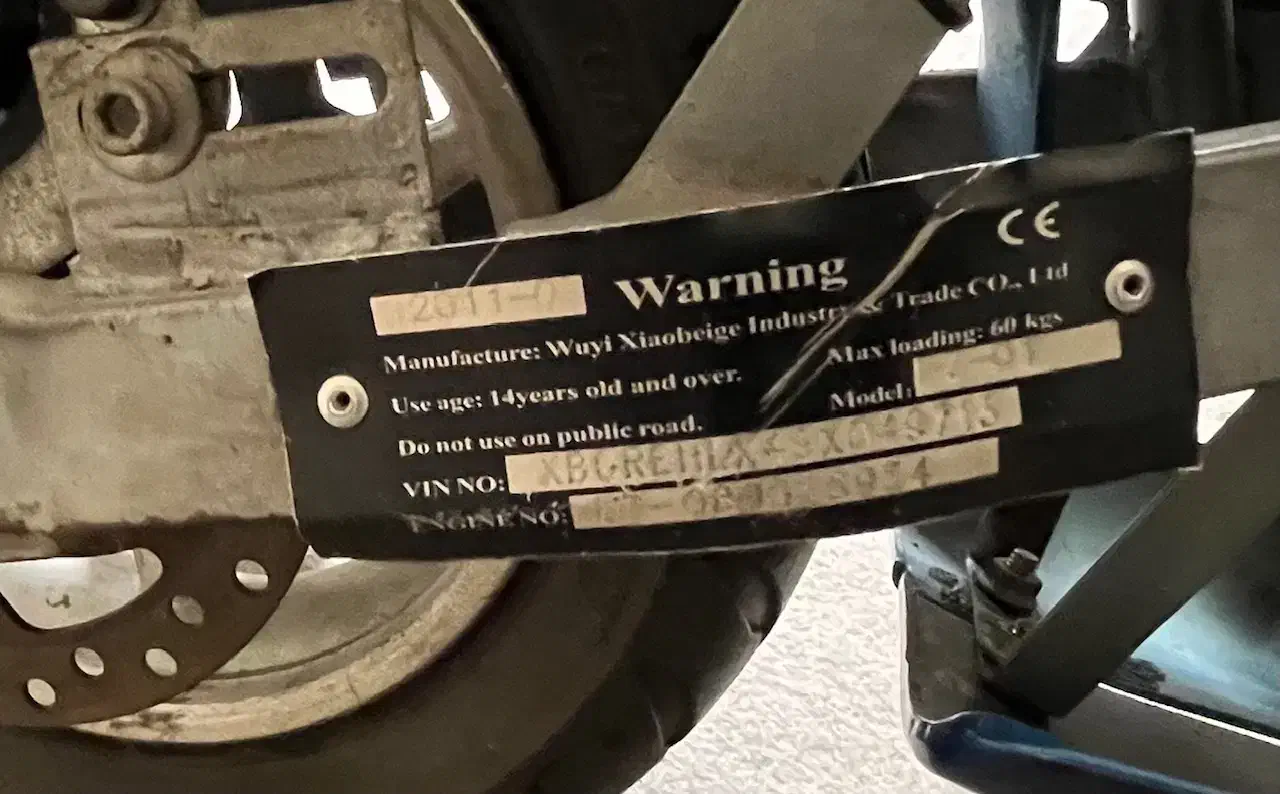 CE
Warning
Manufacture: Wuyi Xiaobeige Industry & Trade CO., Ltd
Use age: 14years old and over.
Max loading: 60 kgs
Do not use on public road.
Model:
VIN NO:
ENGINE NO: